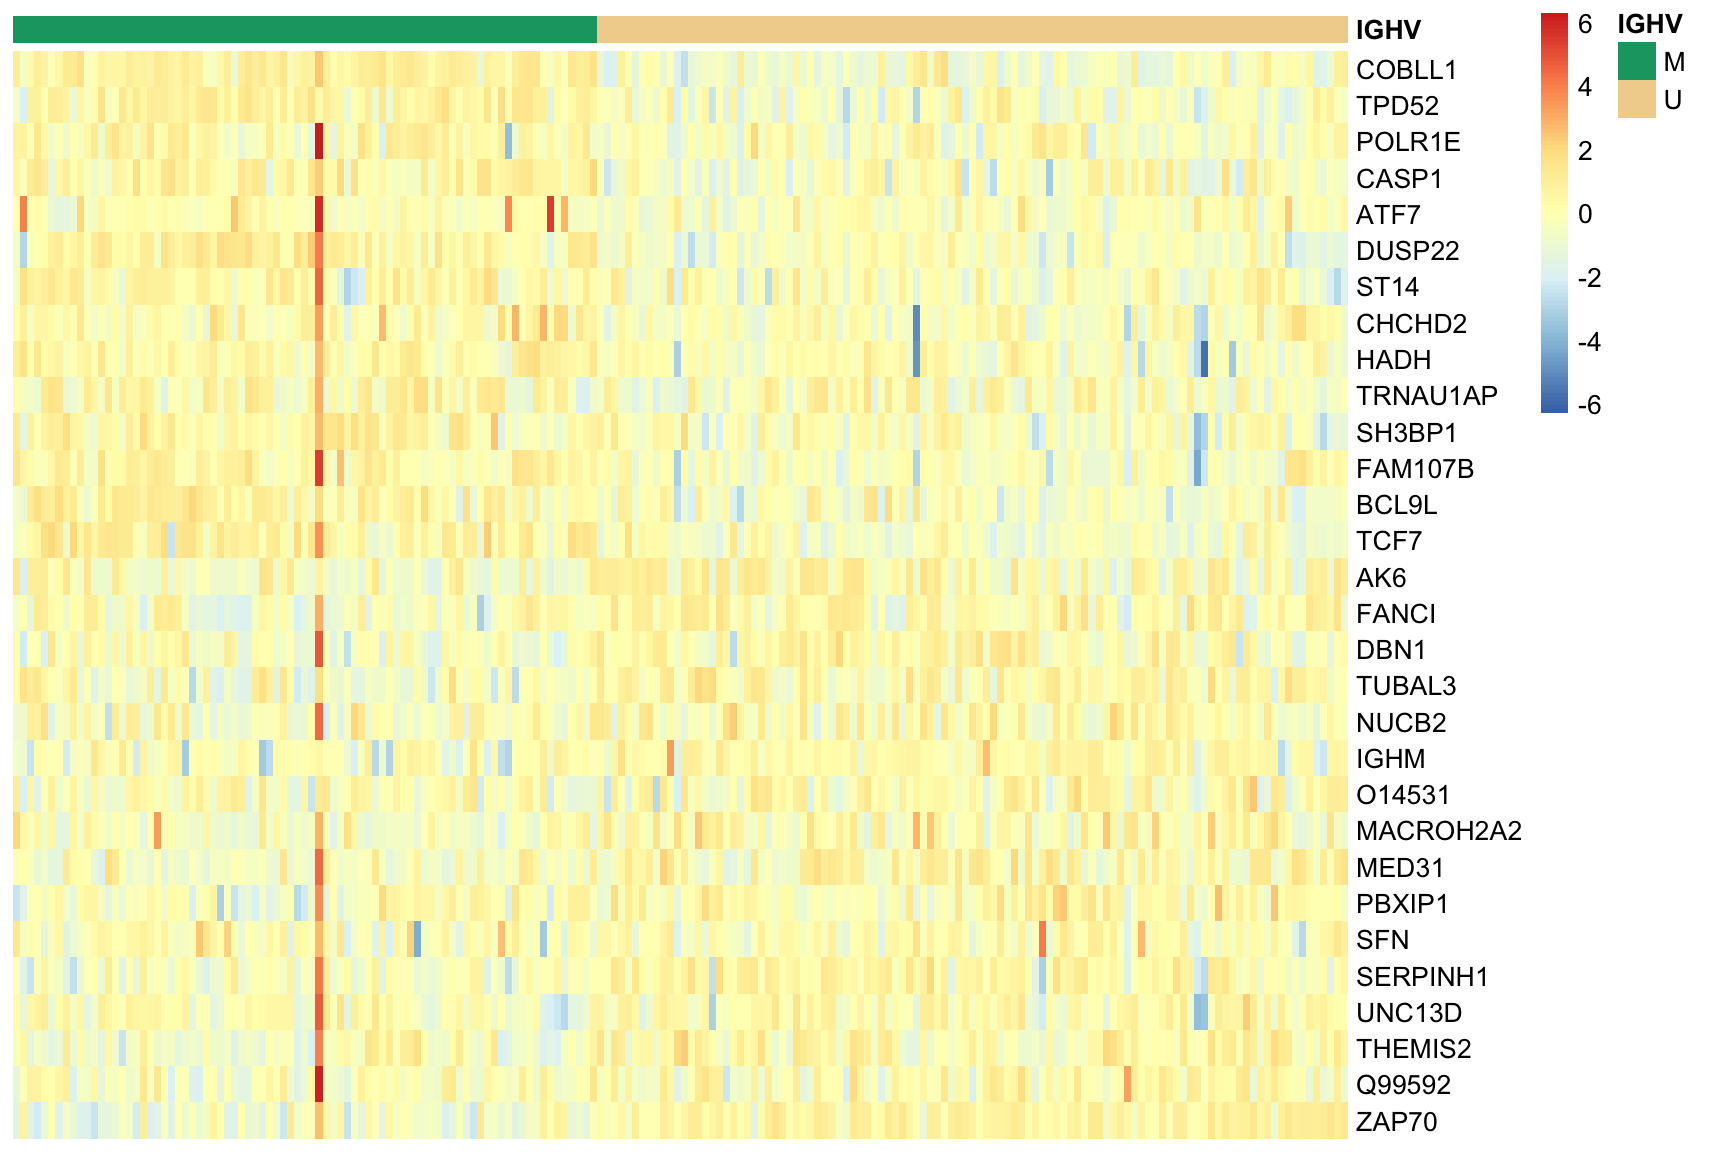 IGHV
COBLL1
TPD52
POLR1E
CASP1
ATF7
DUSP22
ST14
CHCHD2
HADH
TRNAU1AP
SH3BP1
FAM107B
BCL9L
TCF7
AK6
FANCI
DBN1
TUBAL3
NUCB2
IGHM
O14531
MACROH2A2
MED31
PBXIP1
SFN
SERPINH1
UNC13D
THEMIS2
Q99592
ZAP70
6
4
2
0
-2
-4
-6
IGHV
M
U